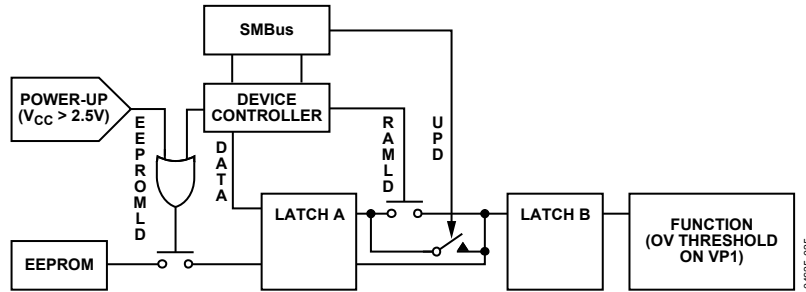 SMBus
POWER-UP
(VCC > 2.5V)
EEPROMLD
DEVICE
CONTROLLER
DATA
RAMLD
UPD
LATCH A
LATCH B
FUNCTION
(OV THRESHOLD
ON VP1)
EEPROM